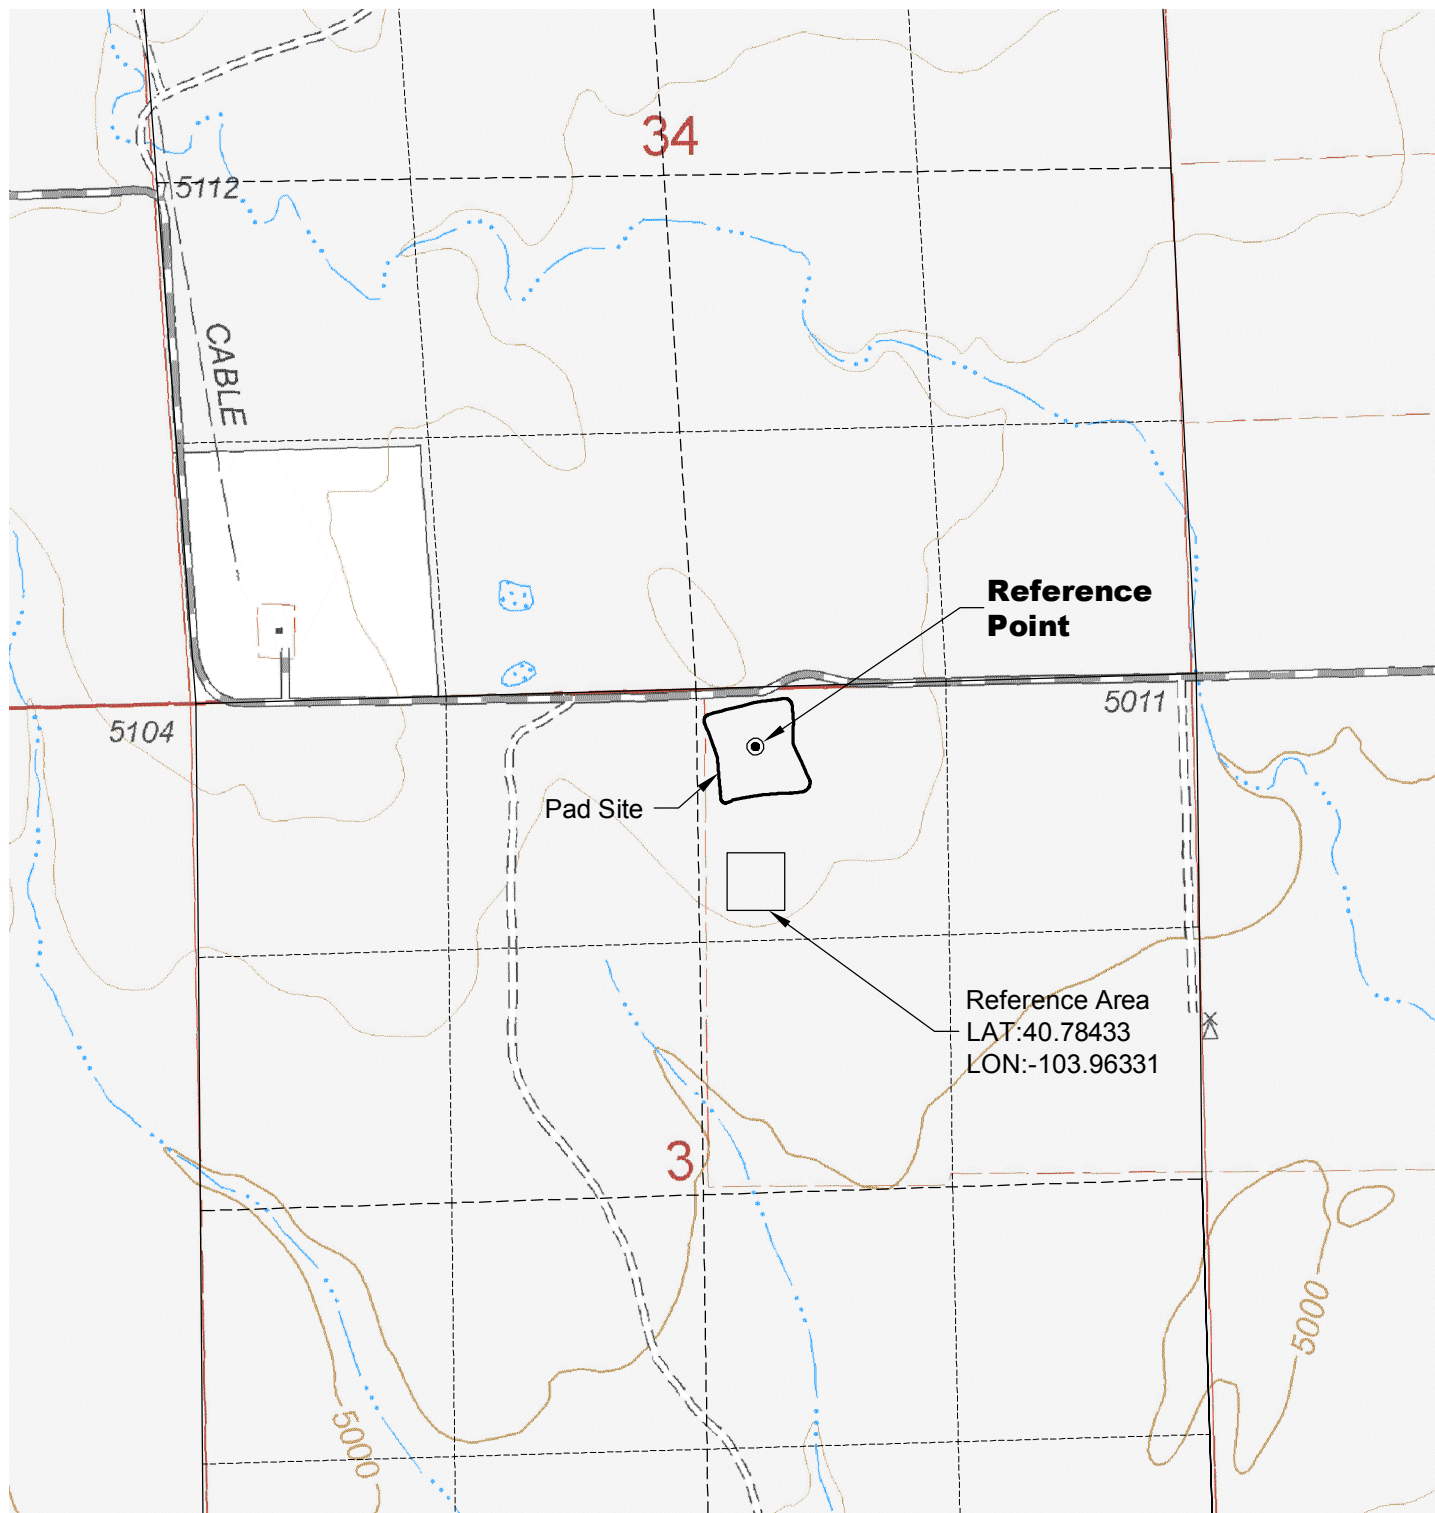 34
5112
CABLE
Reference
Point
5104
5011
Pad Site
Reference Area
LAT:40.78433
LON:-103.96331
3
5000
5000